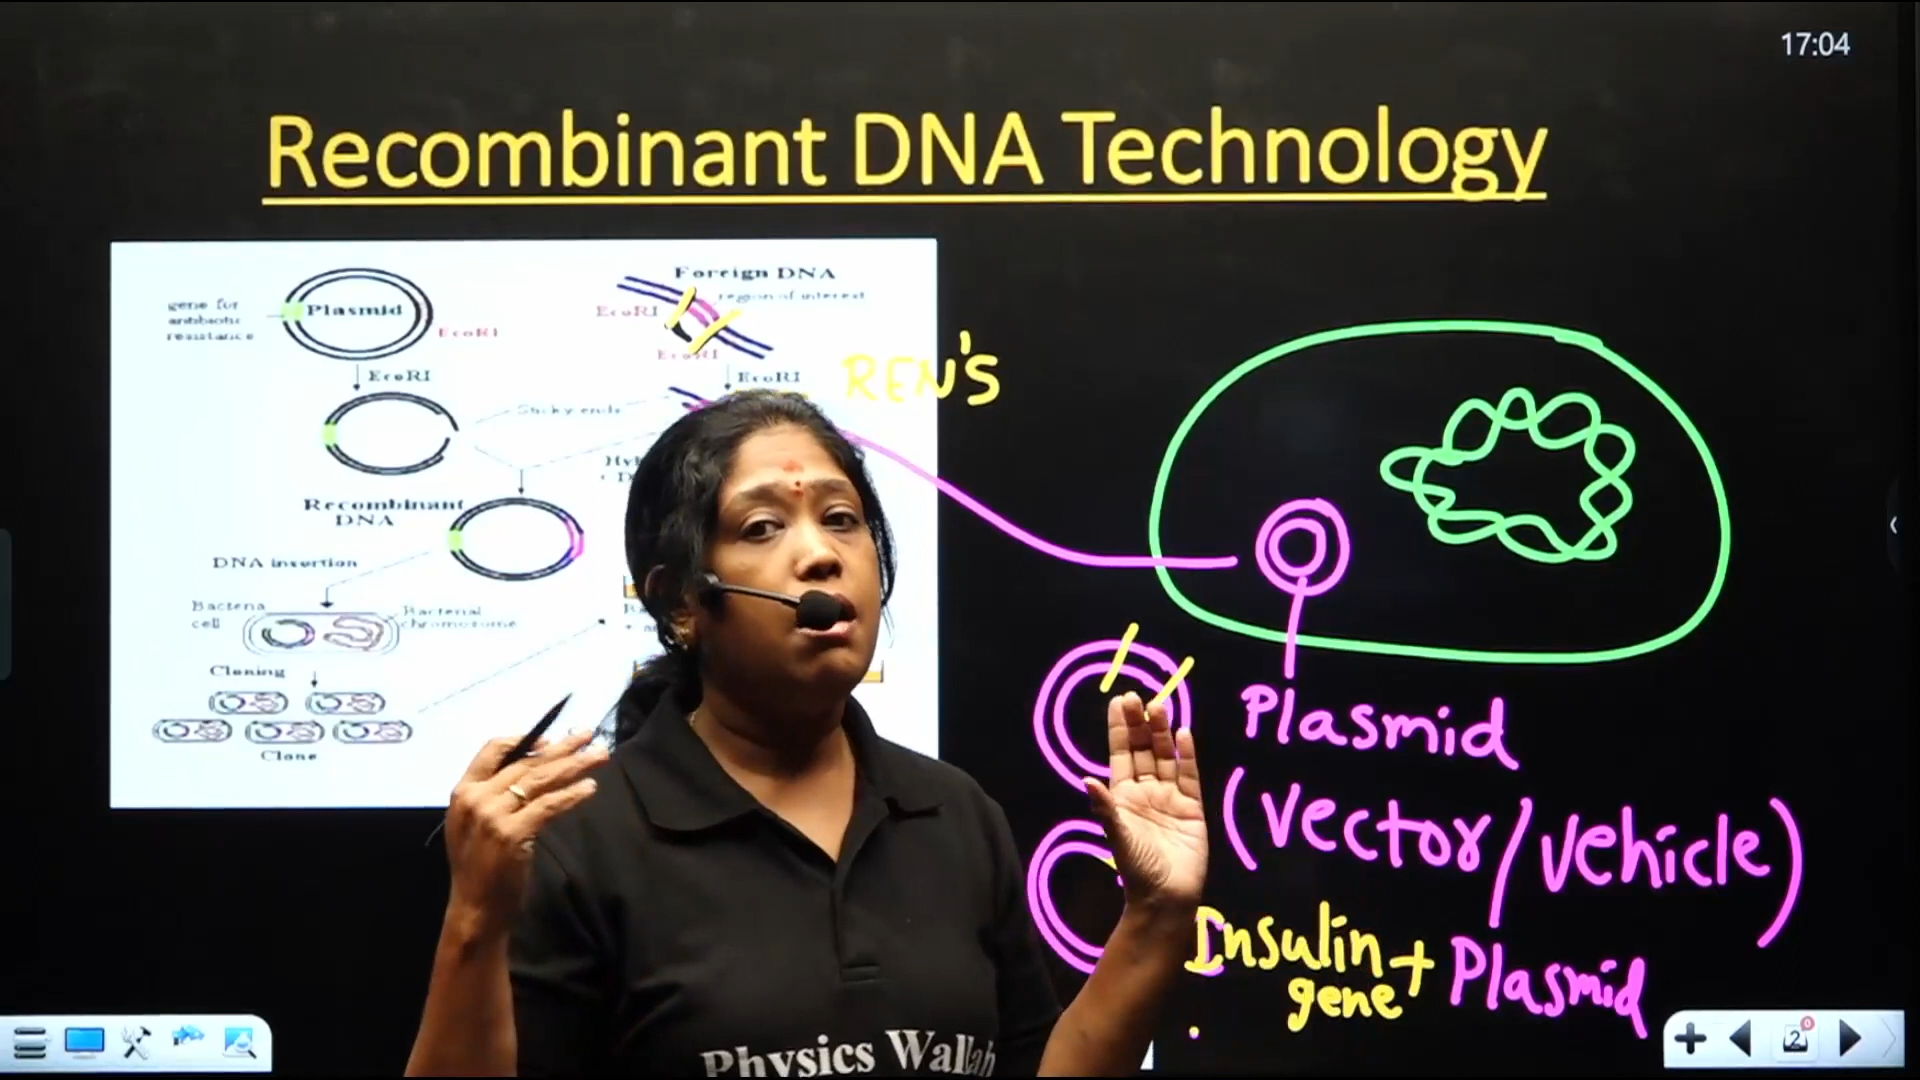 17:04
Recombinant DNA Technology
Foreign DNA
region of interest
gene for
antibiotic
resistance
Plasmid
EcoRI
EcoRI
EcoRI
EcoRI
EcoRI
REN'S
Sticky ends
Recombinant
DNA
DNA insertion
Bacteria
cell
Bacterial
chromosome
Cloning
Clone
Plasmid
(vector/vehicle)
Insulin + Plasmid
gene
Physics Wallah
2